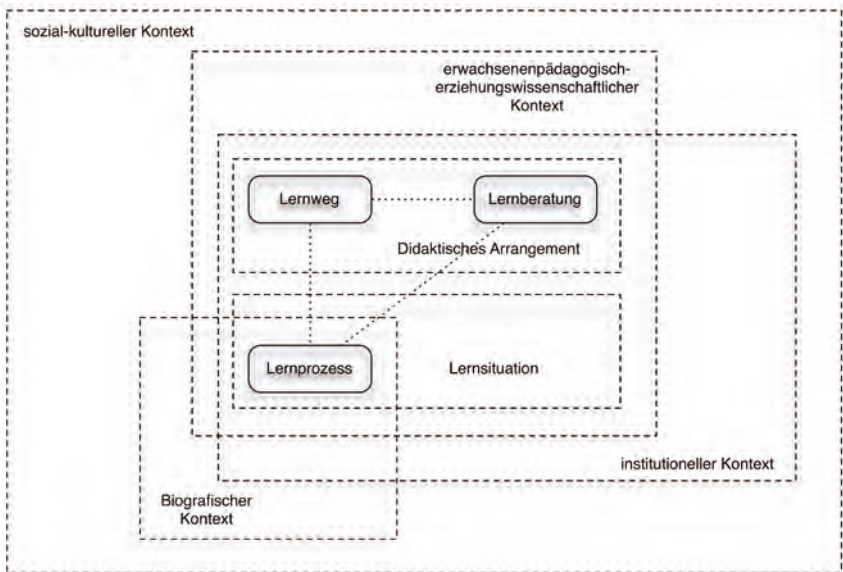 sozial-kultureller Kontext
erwachsenenpädagogisch-
erziehungswissenschaftlicher
Kontext
Lernweg
Lernberatung
Didaktisches Arrangement
Lernprozess
Lernsituation
institutioneller Kontext
Biografischer
Kontext